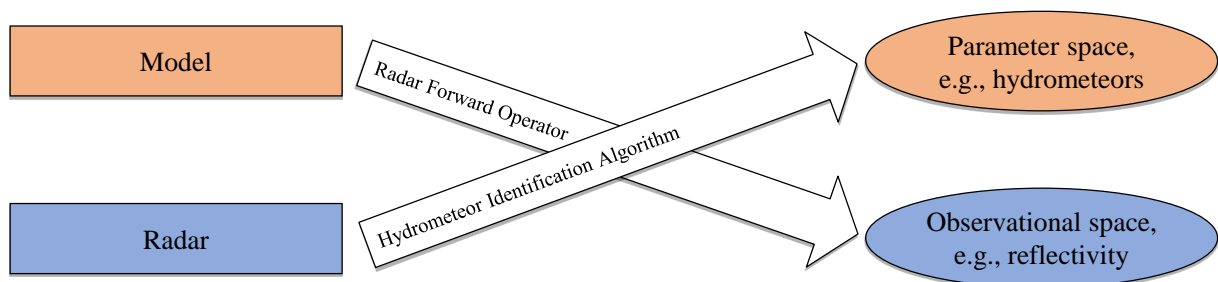 Model
Radar Forward Operator
Parameter space,
e.g., hydrometeors
Hydrometeor Identification Algorithm
Radar
Observational space,
e.g., reflectivity